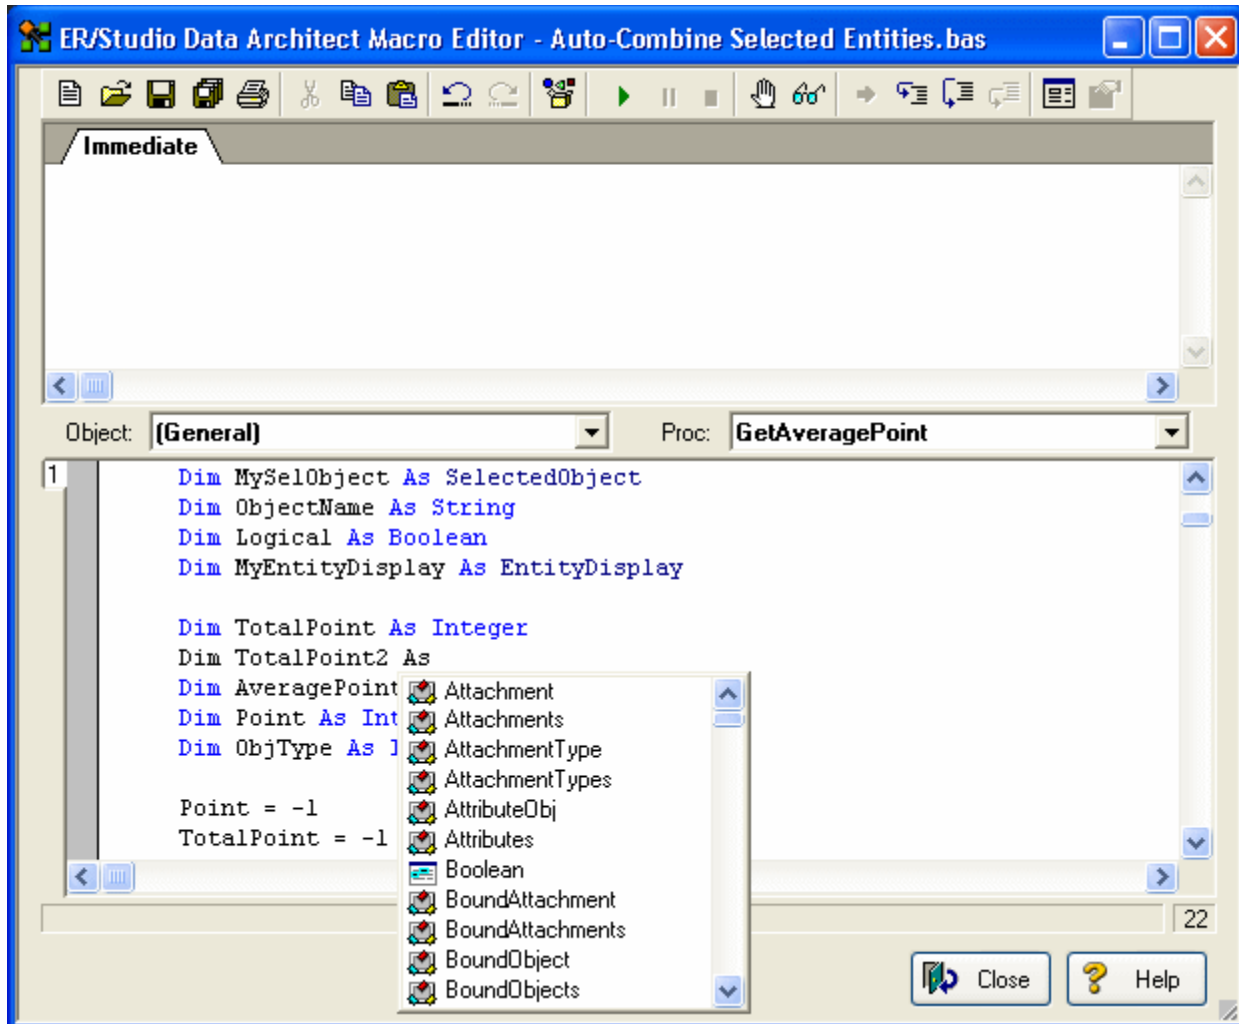 ER/Studio Data Architect Macro Editor - Auto-Combine Selected Entities.bas
Immediate
Object: (General) Proc: GetAveragePoint
1
Dim MySelObject As SelectedObject
Dim ObjectName As String
Dim Logical As Boolean
Dim MyEntityDisplay As EntityDisplay
Dim TotalPoint As Integer
Dim TotalPoint2 As
Dim AveragePoint
Dim Point As Int
Dim ObjType As I
Point = -1
TotalPoint = -1
Attachment
Attachments
AttachmentType
AttachmentTypes
AttributeObj
Attributes
Boolean
BoundAttachment
BoundAttachments
BoundObject
BoundObjects
22
Close Help